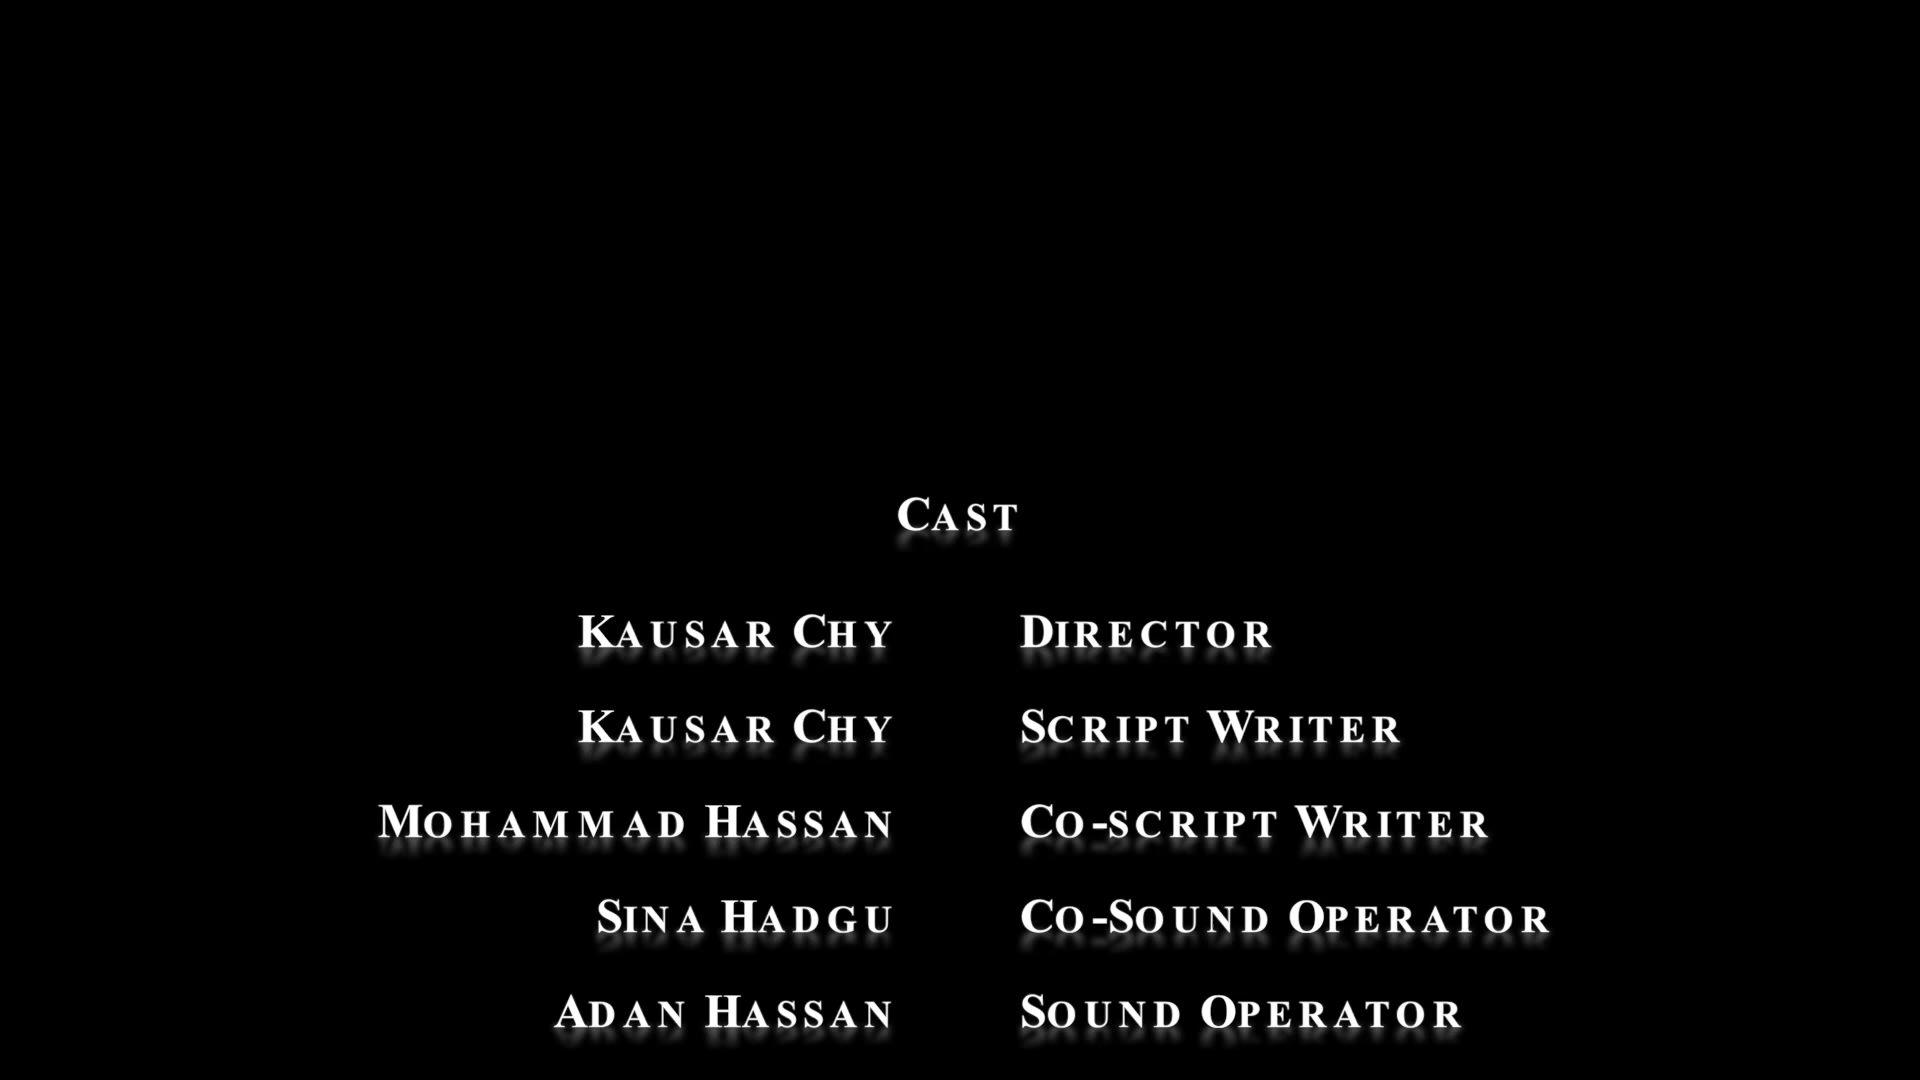 Cast
Kausar Chy Director
Kausar Chy Script Writer
Mohammad Hassan Co-script Writer
Sina Hadgu Co-Sound Operator
Adan Hassan Sound Operator